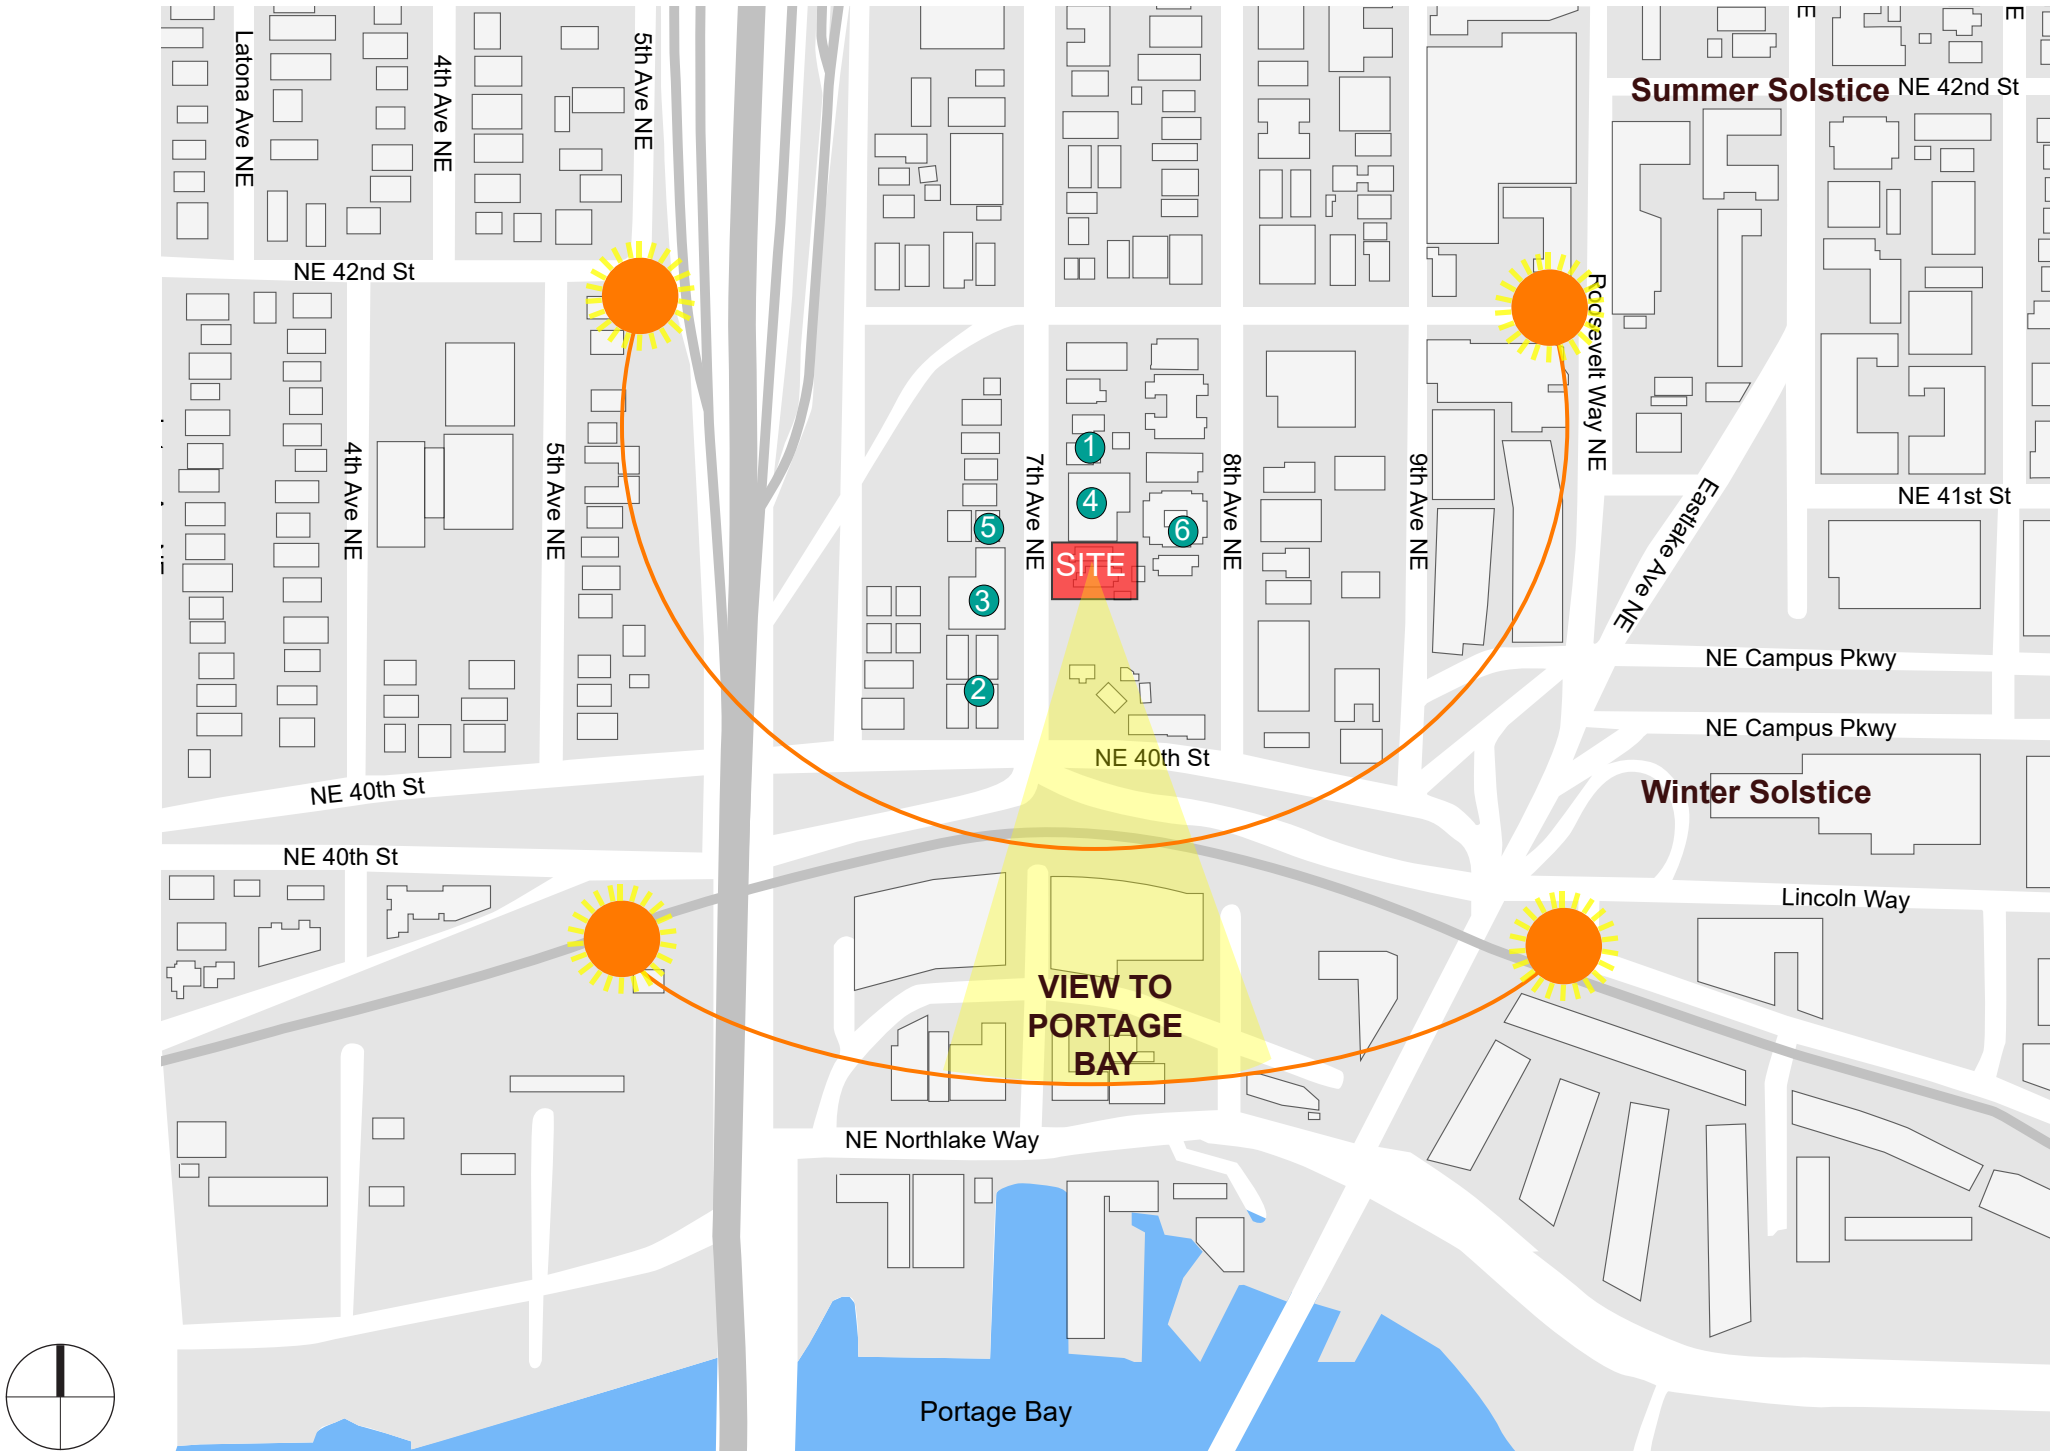 Latona Ave NE
4th Ave NE
5th Ave NE
E
E
Summer Solstice
NE 42nd St
NE 42nd St
Roosevelt Way NE
4th Ave NE
5th Ave NE
7th Ave NE
8th Ave NE
9th Ave NE
1
4
5
6
SITE
3
2
NE 41st St
Eastlake Ave NE
NE Campus Pkwy
NE Campus Pkwy
NE 40th St
NE 40th St
Winter Solstice
NE 40th St
Lincoln Way
VIEW TO
PORTAGE
BAY
NE Northlake Way
Portage Bay